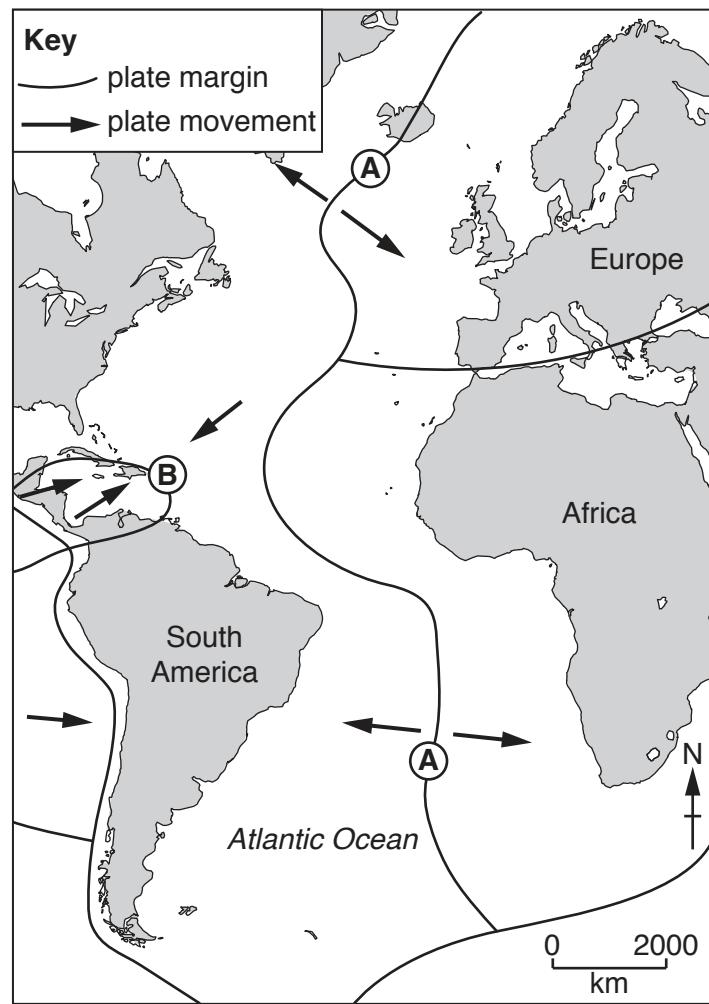 Key
plate margin
plate movement
A
Europe
B
Africa
South
America
A
N
Atlantic Ocean
0 2000
km